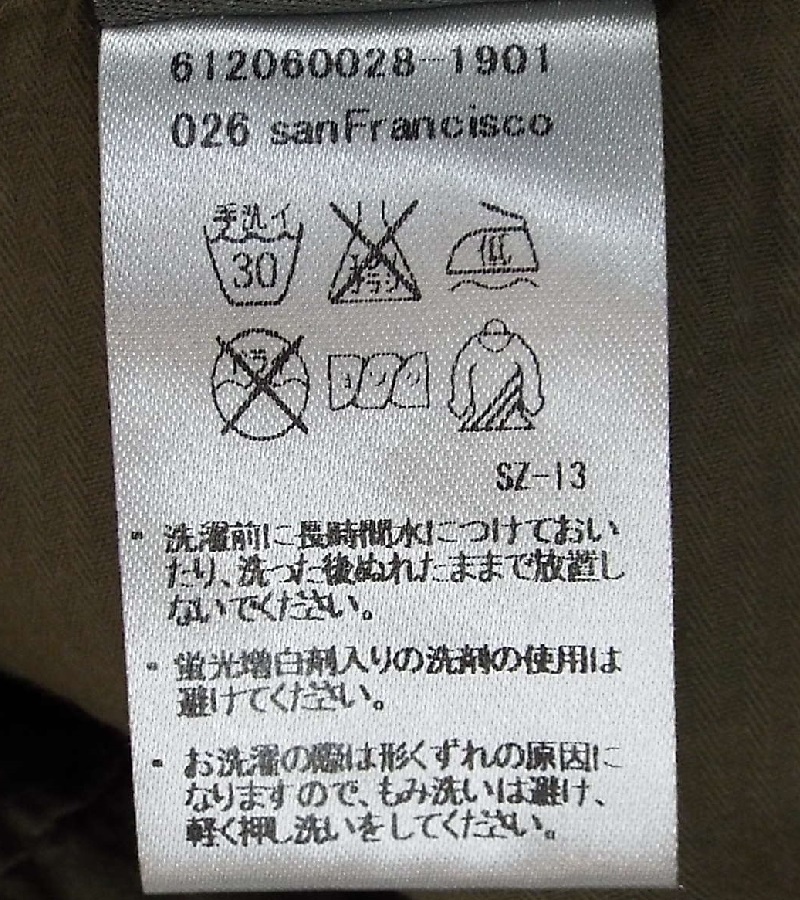 612060028-1901
026 sanFrancisco
手洗イ
30
エンソ
サラシ
低
ドライ
SZ-13
・洗濯前に長時間水につけておい
たり、洗った後ぬれたままで放置し
ないでください。
・蛍光増白剤入りの洗剤の使用は
避けてください。
・お洗濯の際は形くずれの原因に
なりますので、もみ洗いは避け、
軽く押し洗いをしてください。